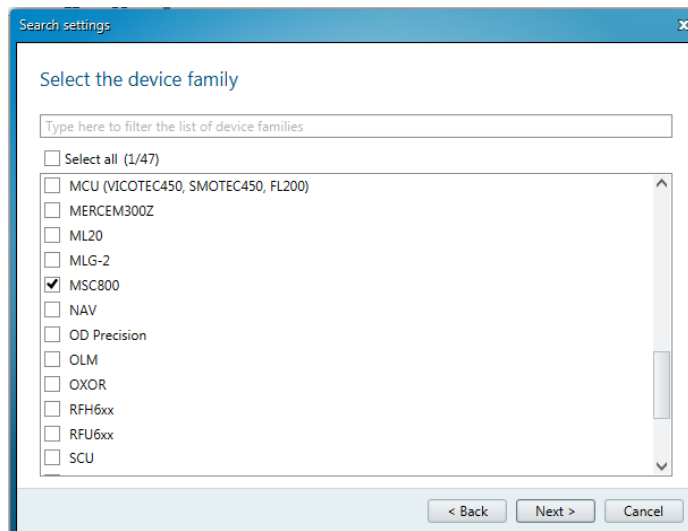 Search settings
Select the device family
Type here to filter the list of device families
Select all (1/47)
MCU (VICOTEC450, SMOTEC450, FL200)
MERCEM300Z
ML20
MLG-2
MSC800
NAV
OD Precision
OLM
OXOR
RFH6xx
RFU6xx
SCU
< Back Next > Cancel